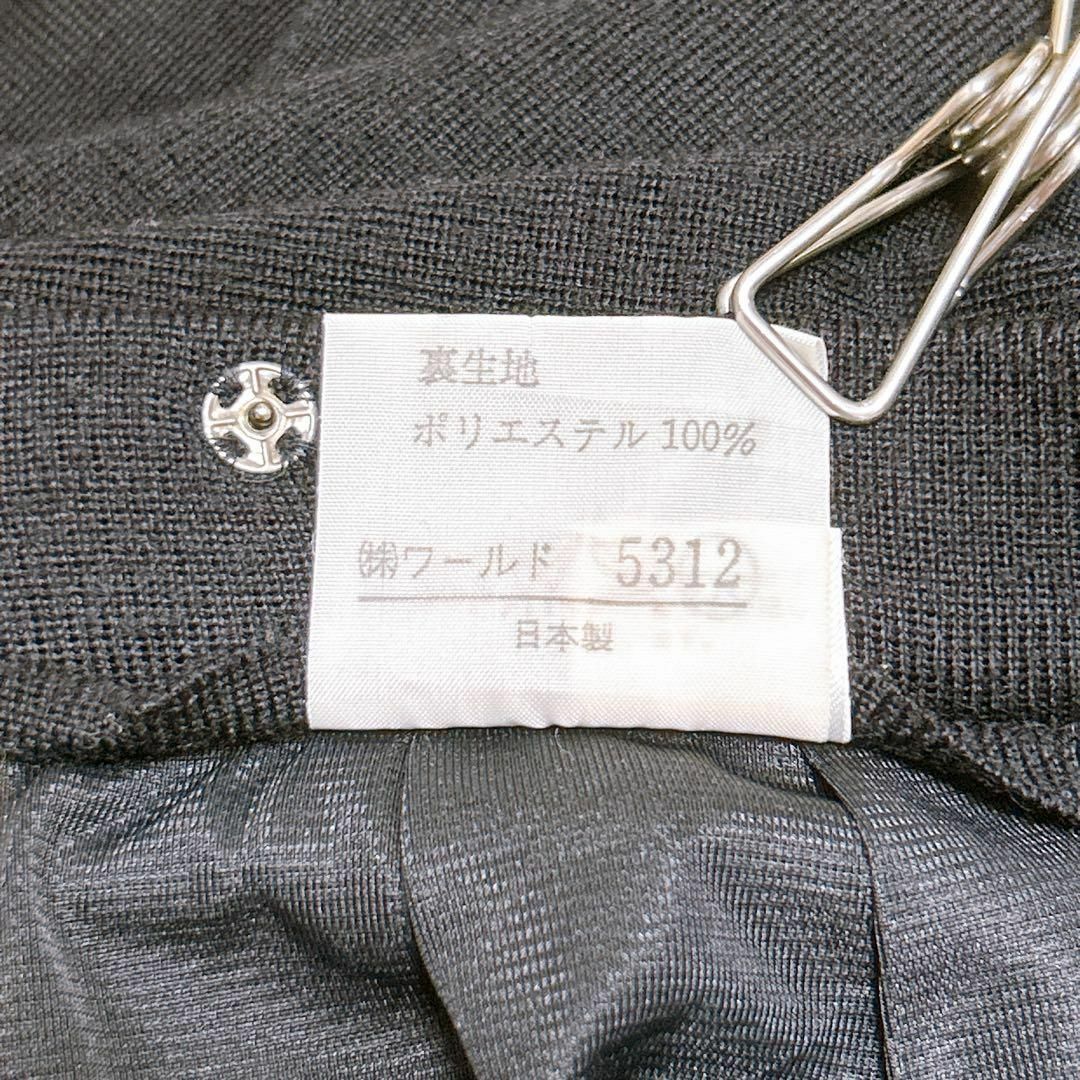 裏生地
ポリエステル 100%
㈱ワールド 5312
日本製